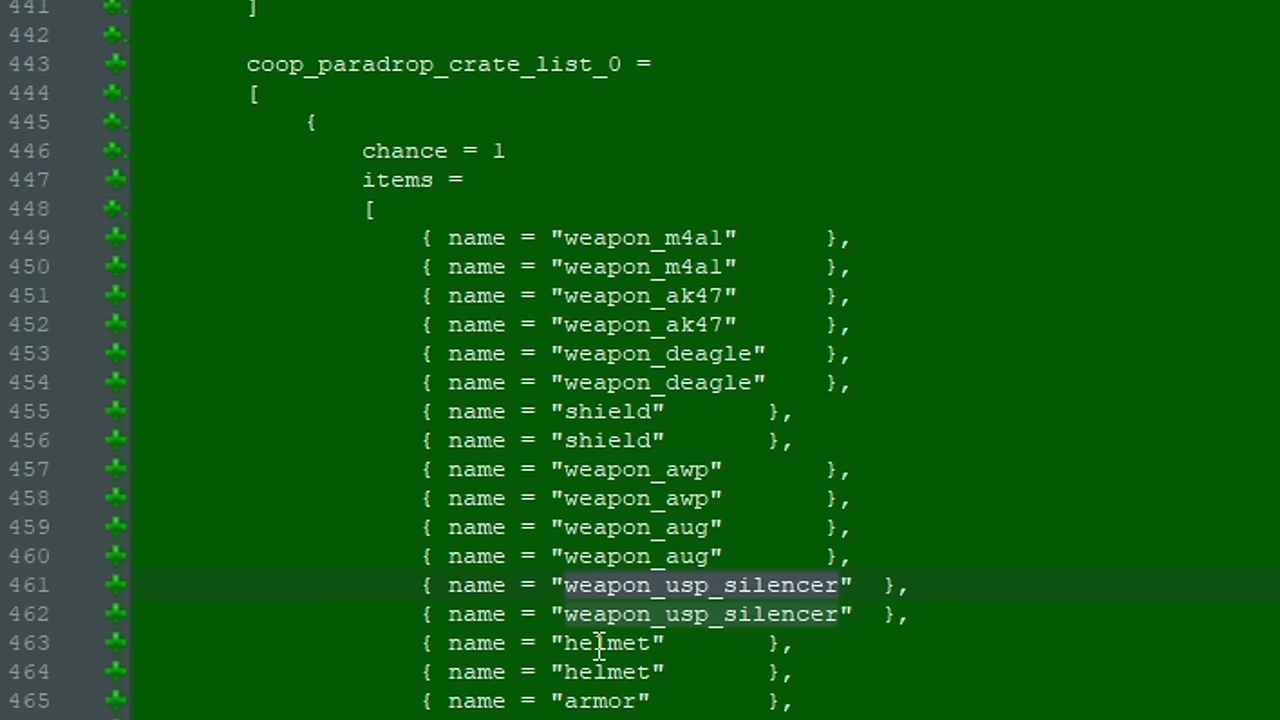 441 ]
442
443 coop_paradrop_crate_list_0 =
444 [
445 {
446 chance = 1
447 items =
448 [
449 { name = "weapon_m4a1" },
450 { name = "weapon_m4a1" },
451 { name = "weapon_ak47" },
452 { name = "weapon_ak47" },
453 { name = "weapon_deagle" },
454 { name = "weapon_deagle" },
455 { name = "shield" },
456 { name = "shield" },
457 { name = "weapon_awp" },
458 { name = "weapon_awp" },
459 { name = "weapon_aug" },
460 { name = "weapon_aug" },
461 { name = "weapon_usp_silencer" },
462 { name = "weapon_usp_silencer" },
463 { name = "helmet" },
464 { name = "helmet" },
465 { name = "armor" },